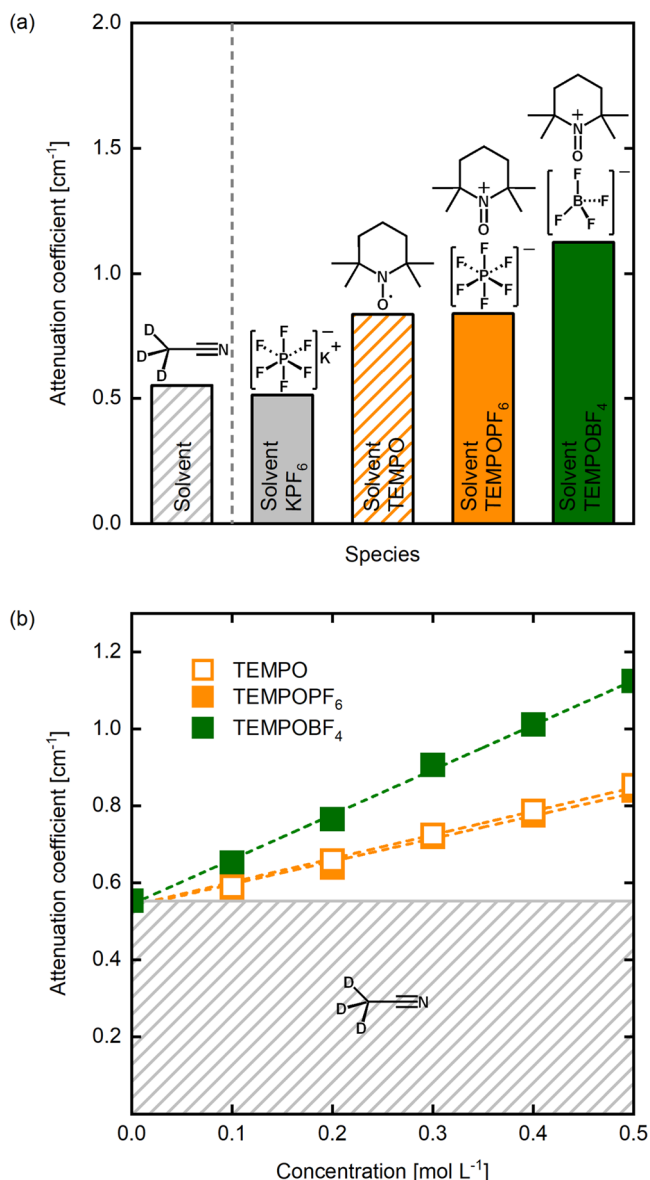 (a)
2.0
1.5
1.0
0.5
0.0
Attenuation coefficient [cm⁻¹]
D
D
D
N
Solvent
F
F
F
P
F
F
F
−
K⁺
Solvent
KPF₆
N
O·
Solvent
TEMPO
N
+
O
F
F
F
P
F
F
F
−
Solvent
TEMPOPF₆
N
+
O
F
B
F
F
F
−
Solvent
TEMPOBF₄
Species
(b)
1.2
1.0
0.8
0.6
0.4
0.2
Attenuation coefficient [cm⁻¹]
TEMPO
TEMPOPF₆
TEMPOBF₄
D
D
D
N
0.0 0.1 0.2 0.3 0.4 0.5
Concentration [mol L⁻¹]